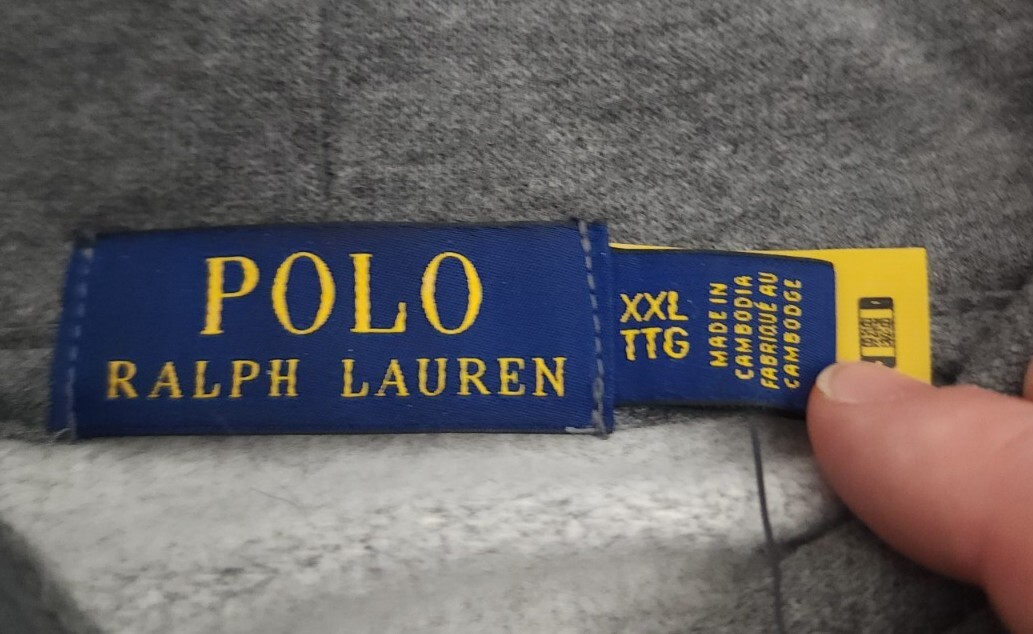 POLO
RALPH LAUREN
XXL
TTG
MADE IN
CAMBODIA
FABRIQUÉ AU
CAMBODGE